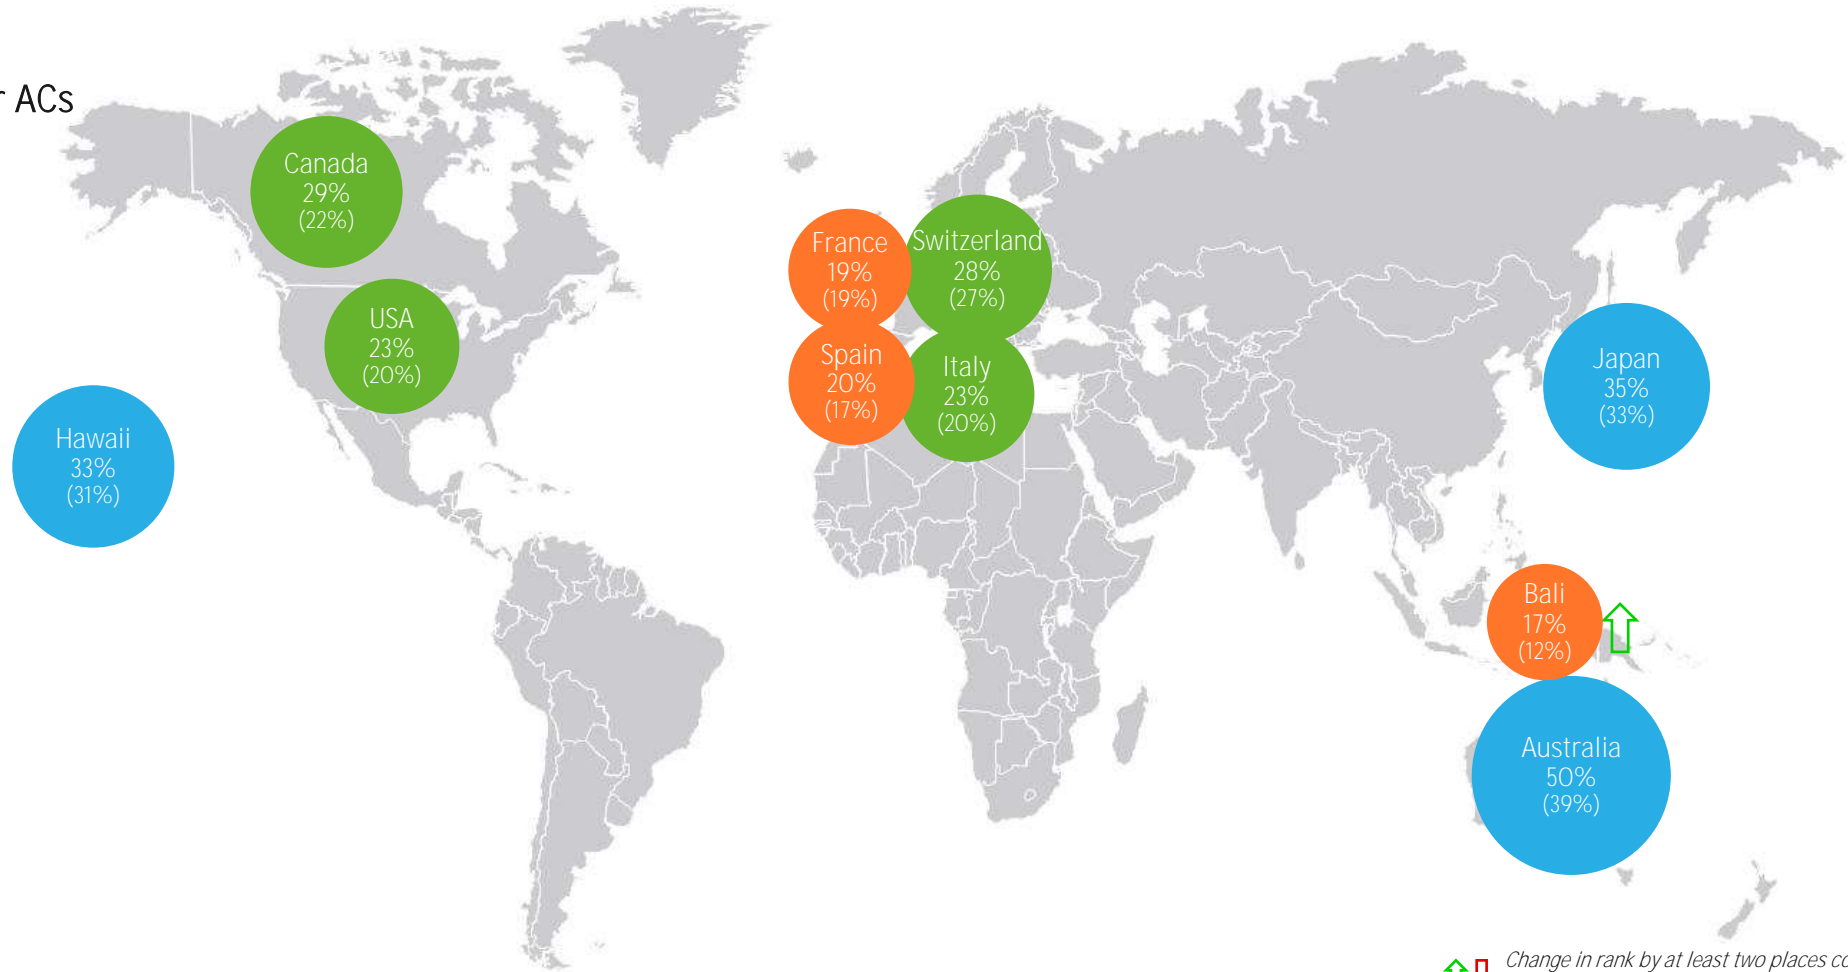 ACs
Canada
29%
(22%)
USA
23%
(20%)
Hawaii
33%
(31%)
France
19%
(19%)
Switzerland
28%
(27%)
Spain
20%
(17%)
Italy
23%
(20%)
Japan
35%
(33%)
Bali
17%
(12%)
Australia
50%
(39%)
Change in rank by at least two places